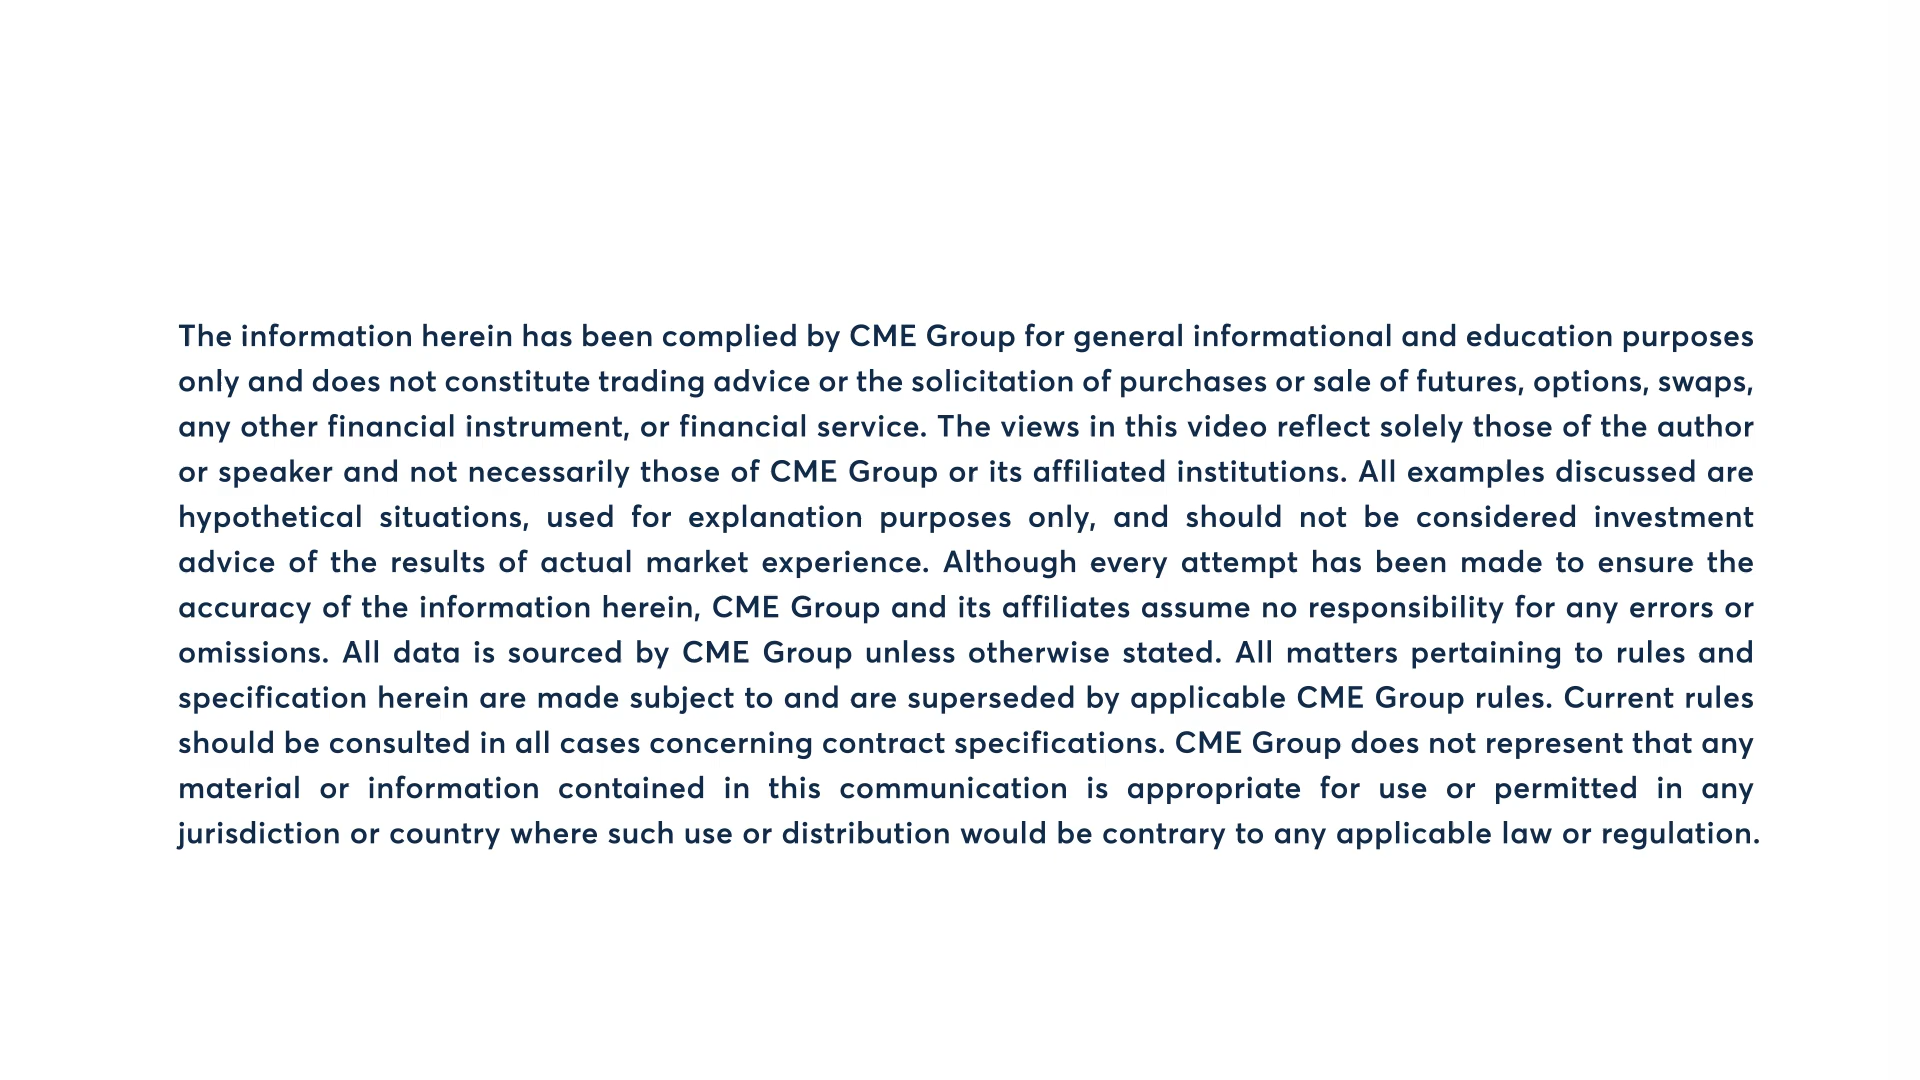 The information herein has been complied by CME Group for general informational and education purposes
only and does not constitute trading advice or the solicitation of purchases or sale of futures, options, swaps,
any other financial instrument, or financial service. The views in this video reflect solely those of the author
or speaker and not necessarily those of CME Group or its affiliated institutions. All examples discussed are
hypothetical situations, used for explanation purposes only, and should not be considered investment
advice of the results of actual market experience. Although every attempt has been made to ensure the
accuracy of the information herein, CME Group and its affiliates assume no responsibility for any errors or
omissions. All data is sourced by CME Group unless otherwise stated. All matters pertaining to rules and
specification herein are made subject to and are superseded by applicable CME Group rules. Current rules
should be consulted in all cases concerning contract specifications. CME Group does not represent that any
material or information contained in this communication is appropriate for use or permitted in any
jurisdiction or country where such use or distribution would be contrary to any applicable law or regulation.